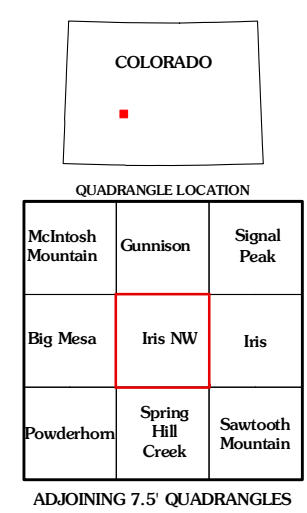 COLORADO
QUADRANGLE LOCATION
McIntosh
Mountain
Gunnison
Signal
Peak
Big Mesa
Iris NW
Iris
Powderhorn
Spring
Hill
Creek
Sawtooth
Mountain
ADJOINING 7.5' QUADRANGLES